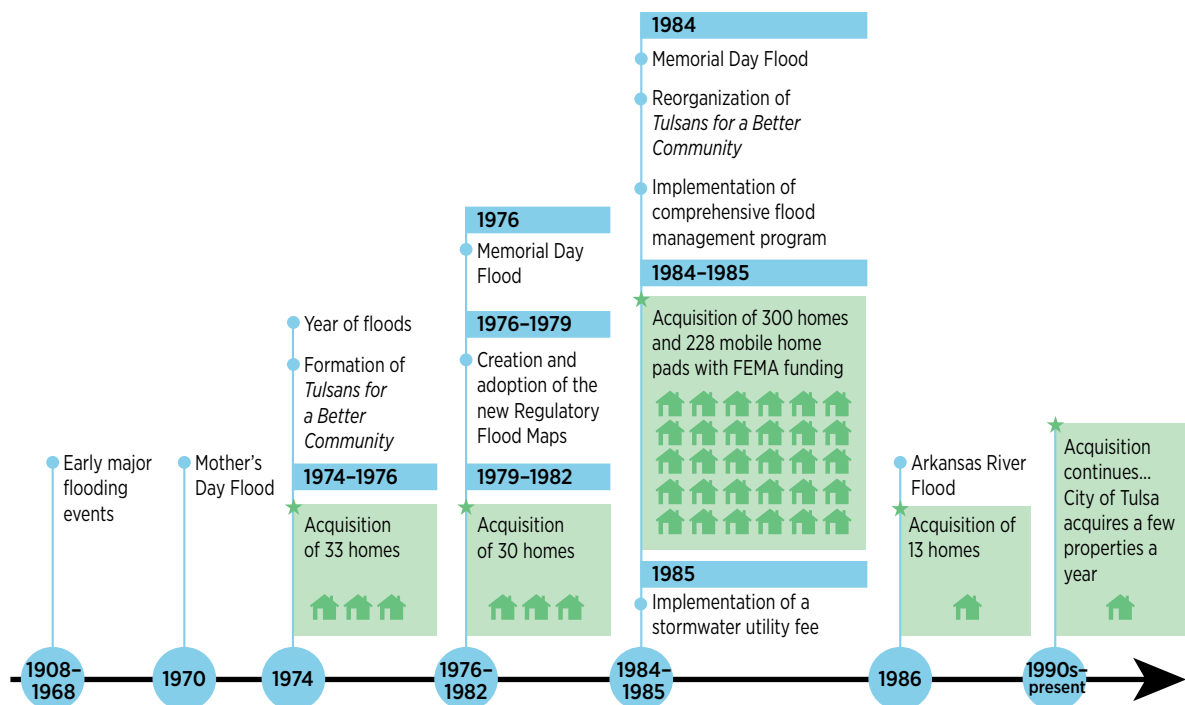 1908–
1968
Early major
flooding
events
1970
Mother's
Day Flood
1974
Year of floods
Formation of
Tulsans for
a Better
Community
1974–1976
Acquisition
of 33 homes
1976–
1982
1976
Memorial Day
Flood
1976–1979
Creation and
adoption of the
new Regulatory
Flood Maps
1979–1982
Acquisition
of 30 homes
1984–
1985
1984
Memorial Day Flood
Reorganization of
Tulsans for a Better
Community
Implementation of
comprehensive flood
management program
1984–1985
Acquisition of 300 homes
and 228 mobile home
pads with FEMA funding
1985
Implementation of a
stormwater utility fee
1986
Arkansas River
Flood
Acquisition of
13 homes
1990s–
present
Acquisition
continues...
City of Tulsa
acquires a few
properties a
year